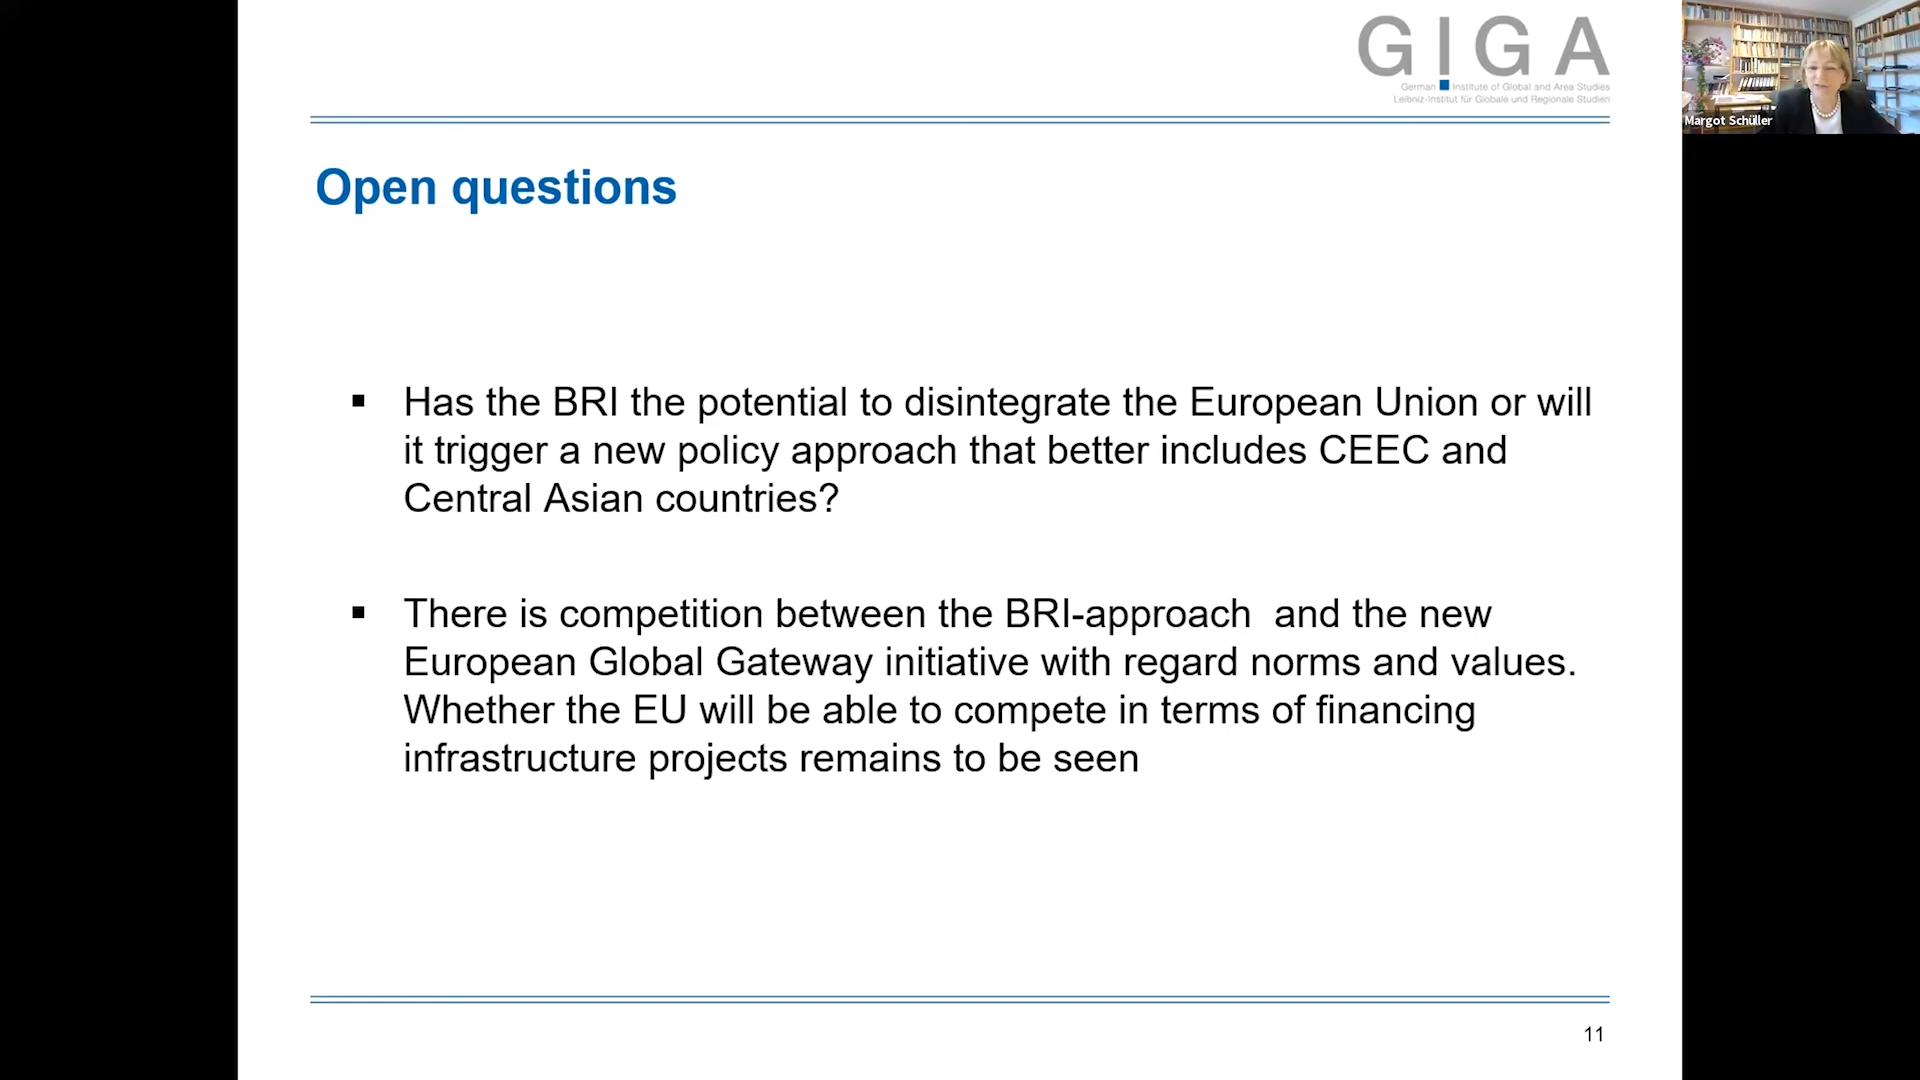 GIGA
German Institute of Global and Area Studies
Leibniz-Institut für Globale und Regionale Studien
Margot Schüller
Open questions
▪ Has the BRI the potential to disintegrate the European Union or will
it trigger a new policy approach that better includes CEEC and
Central Asian countries?
▪ There is competition between the BRI-approach  and the new
European Global Gateway initiative with regard norms and values.
Whether the EU will be able to compete in terms of financing
infrastructure projects remains to be seen
11